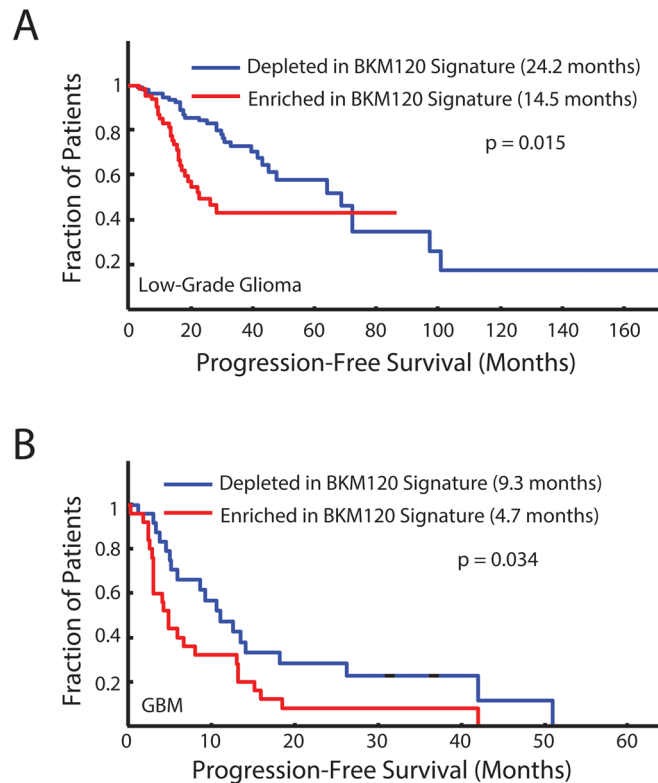 A
Depleted in BKM120 Signature (24.2 months)
Enriched in BKM120 Signature (14.5 months)
p = 0.015
Fraction of Patients
1
0.8
0.6
0.4
0.2
Low-Grade Glioma
0 20 40 60 80 100 120 140 160
Progression-Free Survival (Months)
B
Depleted in BKM120 Signature (9.3 months)
Enriched in BKM120 Signature (4.7 months)
p = 0.034
Fraction of Patients
1
0.8
0.6
0.4
0.2
GBM
0 10 20 30 40 50 60
Progression-Free Survival (Months)